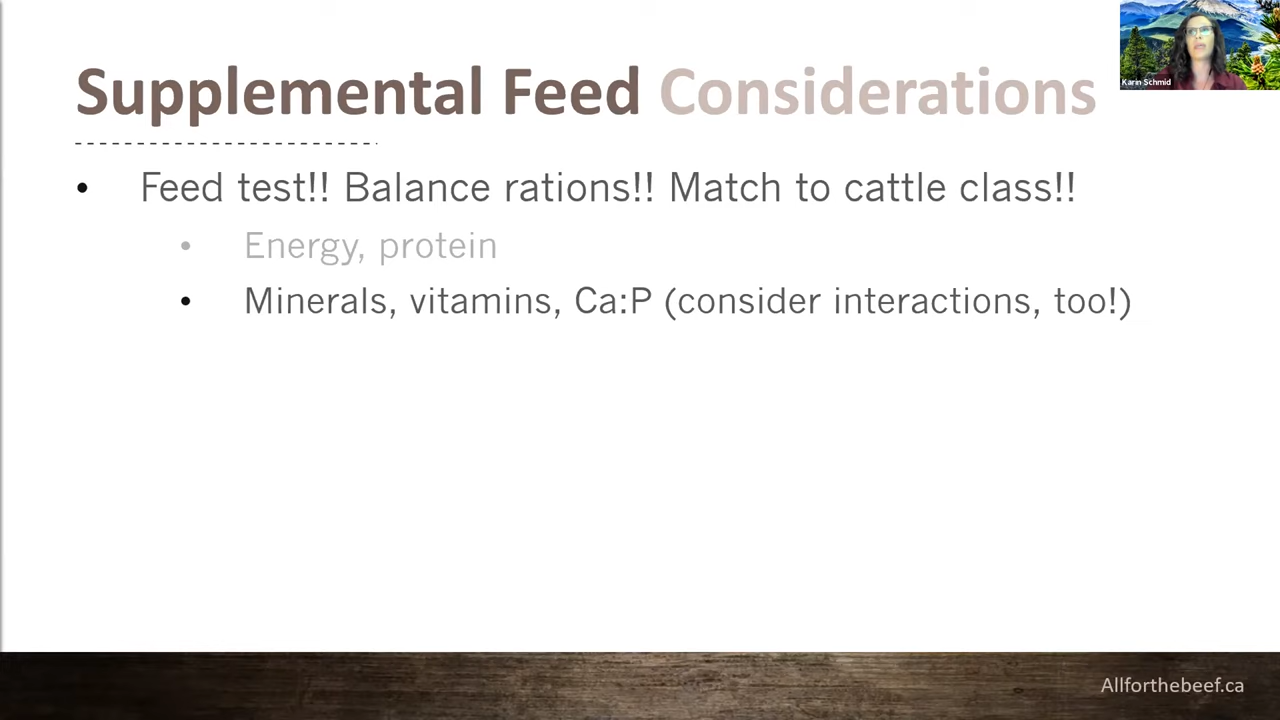 Karin Schmid
Supplemental Feed Considerations
• Feed test!! Balance rations!! Match to cattle class!!
• Energy, protein
• Minerals, vitamins, Ca:P (consider interactions, too!)
Allforthebeef.ca